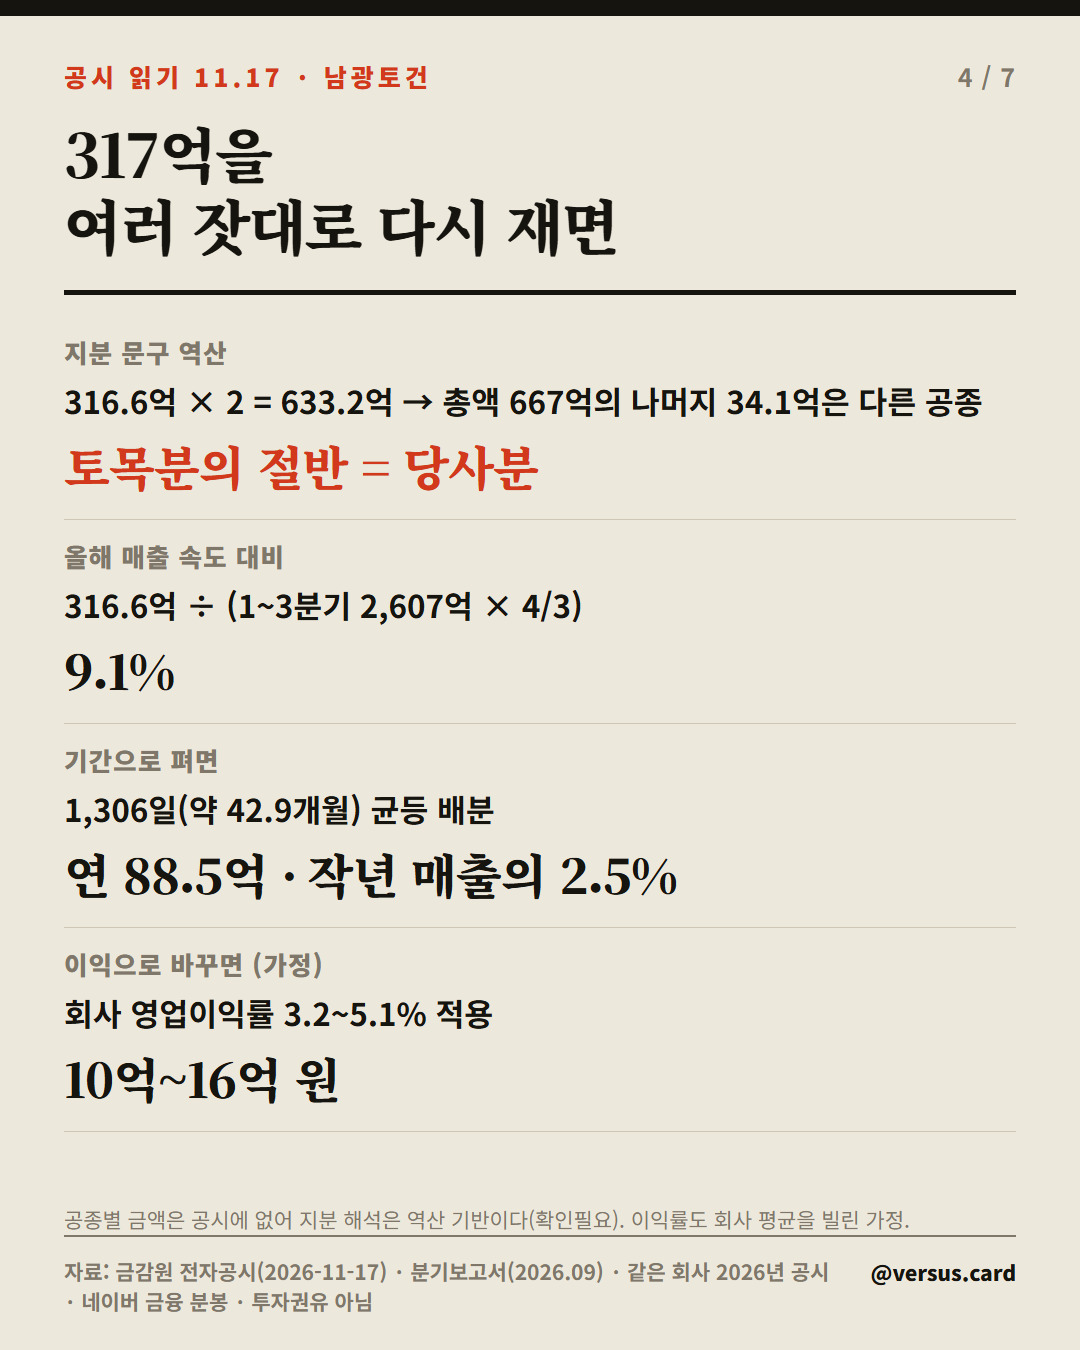 공시 읽기 11.17 · 남광토건
4 / 7
317억을
여러 잣대로 다시 재면
지분 문구 역산
316.6억 × 2 = 633.2억 → 총액 667억의 나머지 34.1억은 다른 공종
토목분의 절반 = 당사분
올해 매출 속도 대비
316.6억 ÷ (1~3분기 2,607억 × 4/3)
9.1%
기간으로 펴면
1,306일(약 42.9개월) 균등 배분
연 88.5억 · 작년 매출의 2.5%
이익으로 바꾸면 (가정)
회사 영업이익률 3.2~5.1% 적용
10억~16억 원
공종별 금액은 공시에 없어 지분 해석은 역산 기반이다(확인필요). 이익률도 회사 평균을 빌린 가정.
자료: 금감원 전자공시(2026-11-17) · 분기보고서(2026.09) · 같은 회사 2026년 공시
· 네이버 금융 분봉 · 투자권유 아님
@versus.card